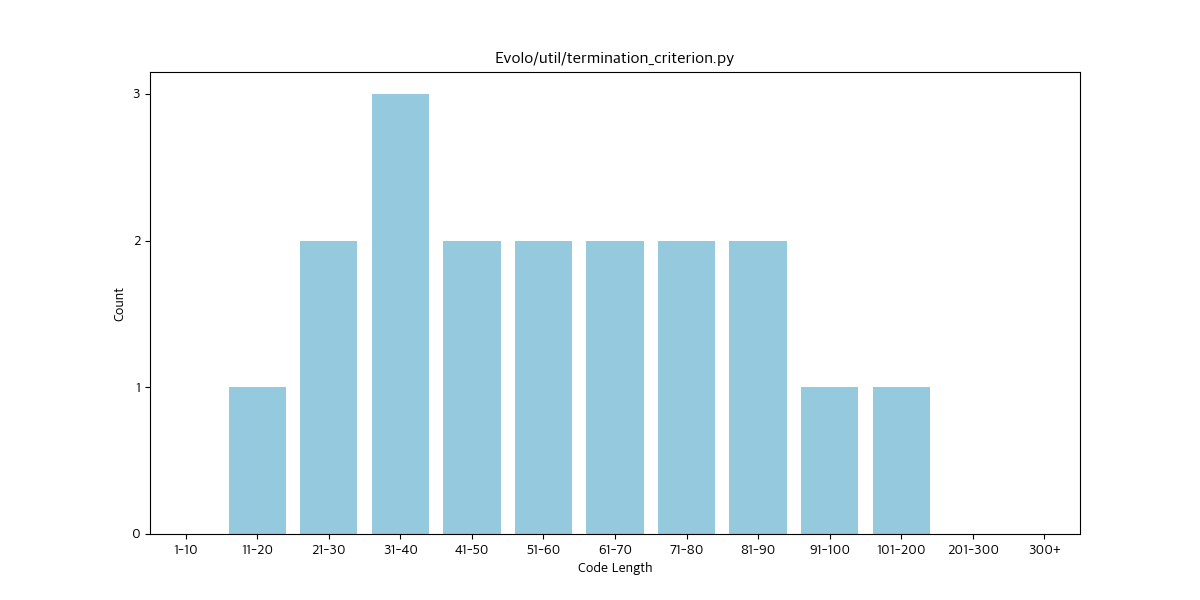 Evolo/util/termination_criterion.py
3
2
1
0
Count
1-10 11-20 21-30 31-40 41-50 51-60 61-70 71-80 81-90 91-100 101-200 201-300 300+
Code Length